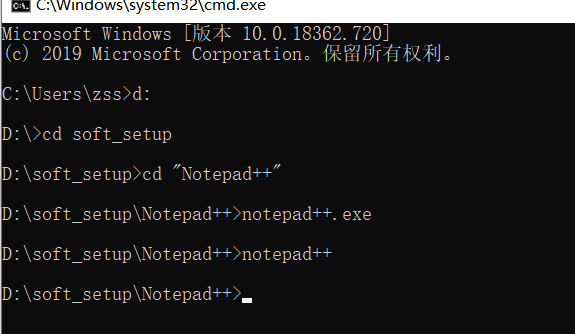 C:\Windows\system32\cmd.exe
Microsoft Windows [版本 10.0.18362.720]
(c) 2019 Microsoft Corporation。保留所有权利。
C:\Users\zss>d:
D:\>cd soft_setup
D:\soft_setup>cd "Notepad++"
D:\soft_setup\Notepad++>notepad++.exe
D:\soft_setup\Notepad++>notepad++
D:\soft_setup\Notepad++>